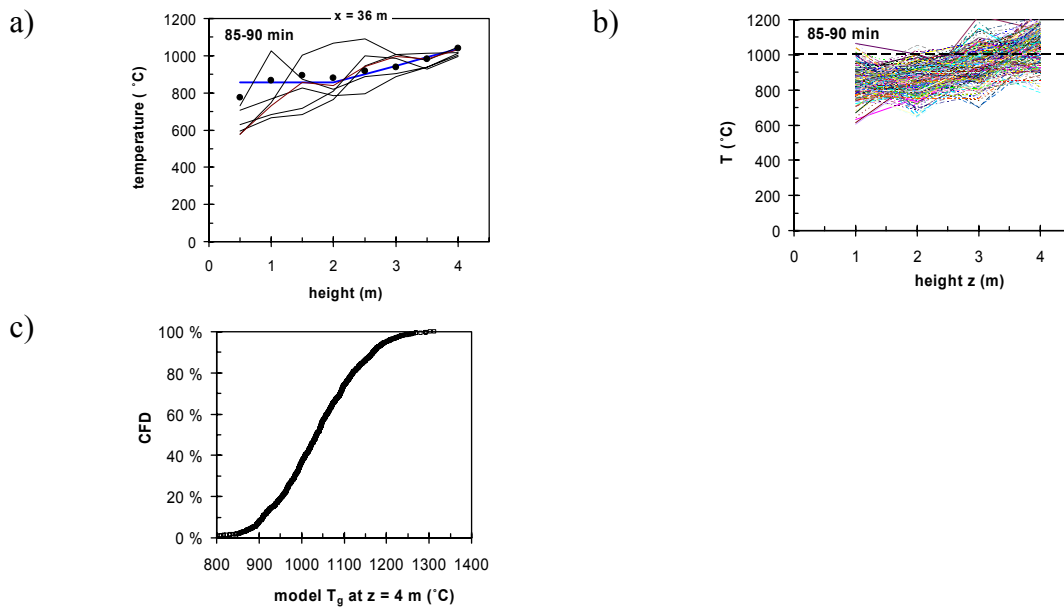 a)
x = 36 m
85-90 min
temperature ( ˚C)
1200
1000
800
600
400
200
0
0 1 2 3 4
height (m)
b)
85-90 min
T (˚C)
1200
1000
800
600
400
200
0
0 1 2 3 4
height z (m)
c)
CFD
100 %
80 %
60 %
40 %
20 %
0 %
800 900 1000 1100 1200 1300 1400
model Tg at z = 4 m (˚C)